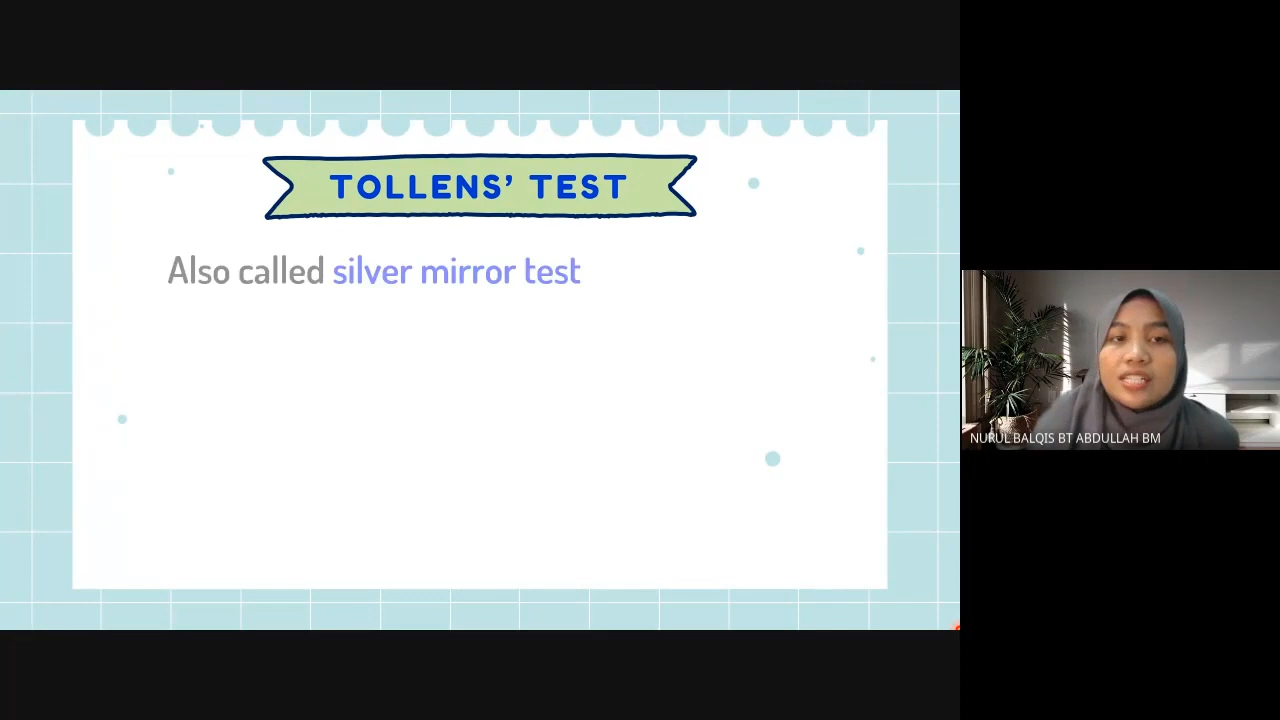 TOLLENS’ TEST
Also called silver mirror test
NURUL BALQIS BT ABDULLAH BM